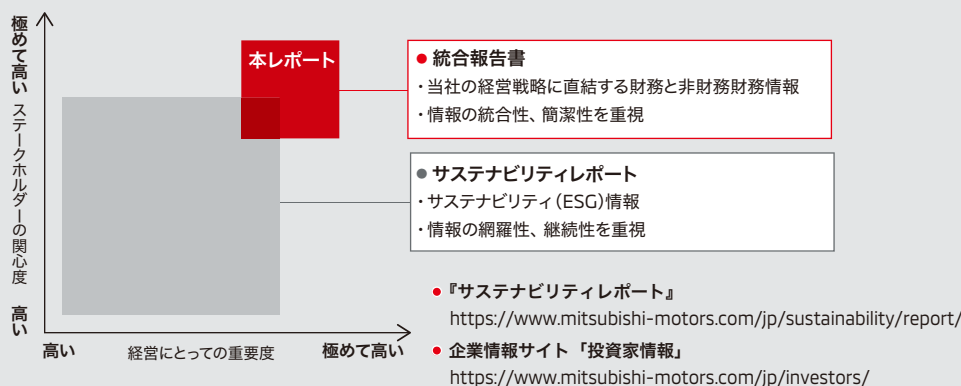 極めて高い
ステークホルダーの関心度
高い
本レポート
● 統合報告書
・当社の経営戦略に直結する財務と非財務財務情報
・情報の統合性、簡潔性を重視
● サステナビリティレポート
・サステナビリティ(ESG)情報
・情報の網羅性、継続性を重視
高い
経営にとっての重要度
極めて高い
● 『サステナビリティレポート』
https://www.mitsubishi-motors.com/jp/sustainability/report/
● 企業情報サイト「投資家情報」
https://www.mitsubishi-motors.com/jp/investors/